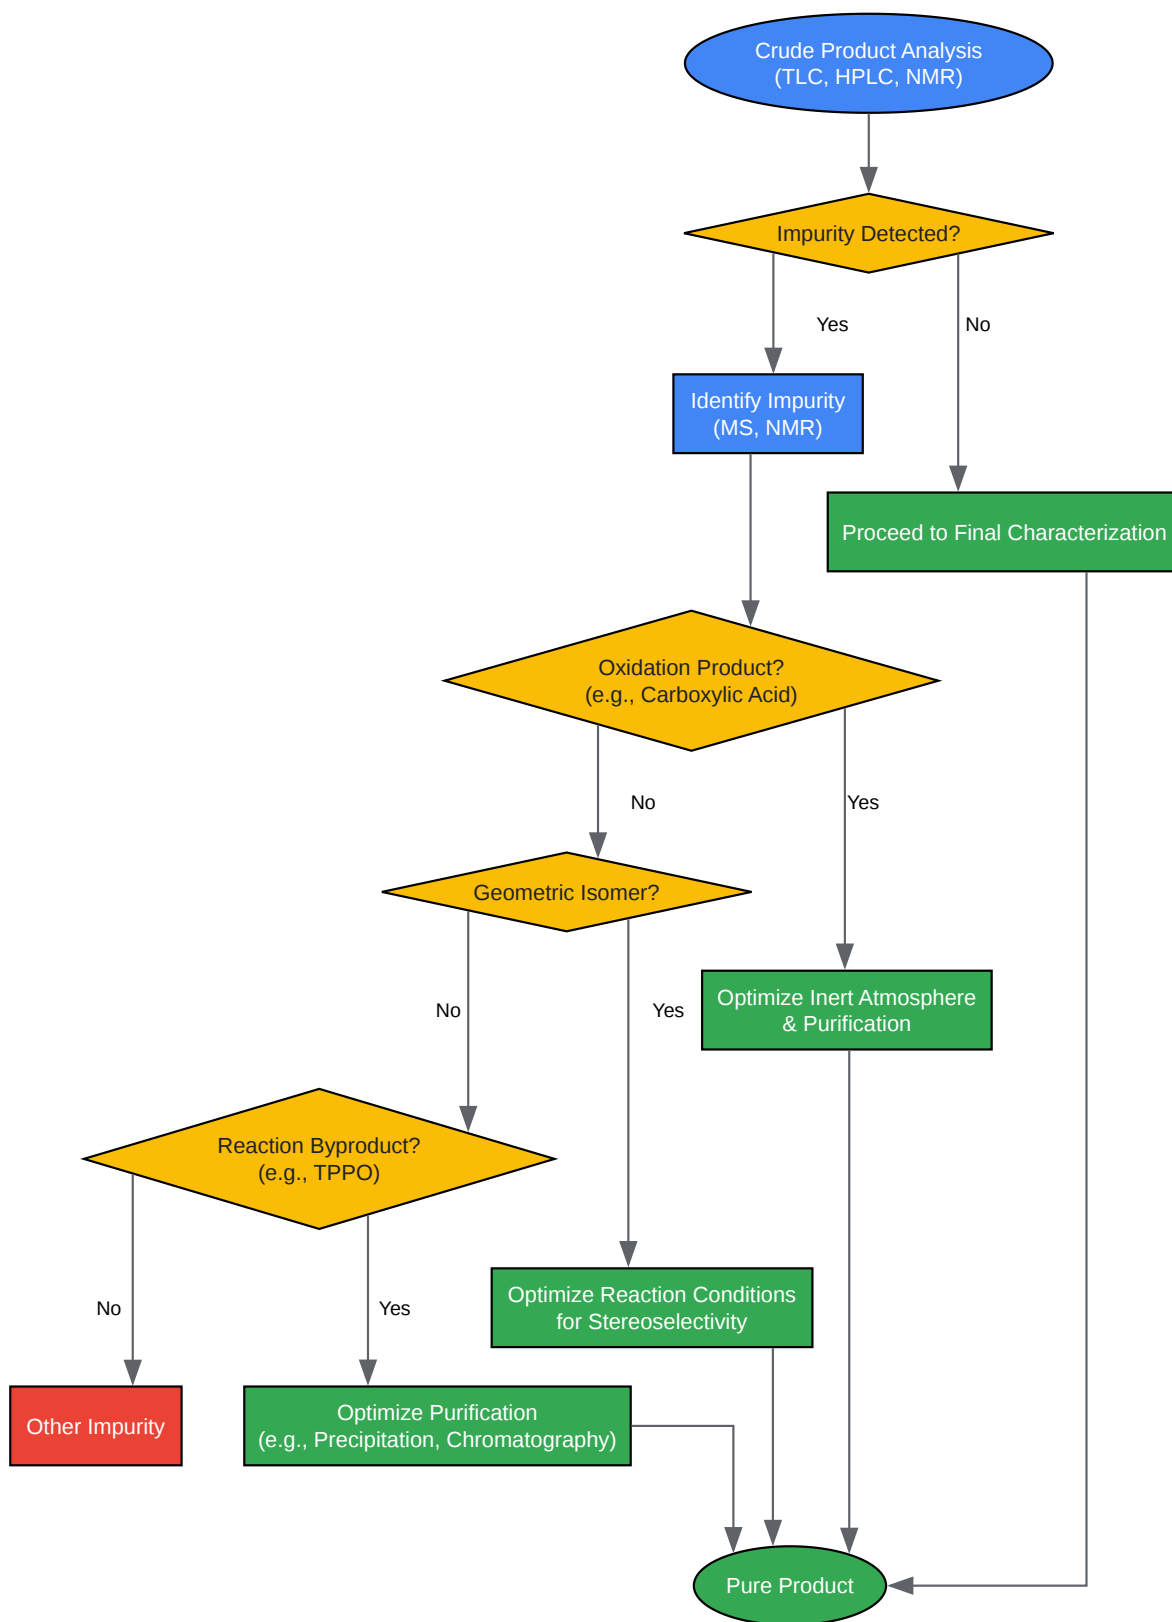 Crude Product Analysis
(TLC, HPLC, NMR)
Impurity Detected?
Yes
No
Identify Impurity
(MS, NMR)
Proceed to Final Characterization
Oxidation Product?
(e.g., Carboxylic Acid)
No
Yes
Geometric Isomer?
No
Yes
Optimize Inert Atmosphere
& Purification
Reaction Byproduct?
(e.g., TPPO)
No
Yes
Optimize Reaction Conditions
for Stereoselectivity
Other Impurity
Optimize Purification
(e.g., Precipitation, Chromatography)
Pure Product